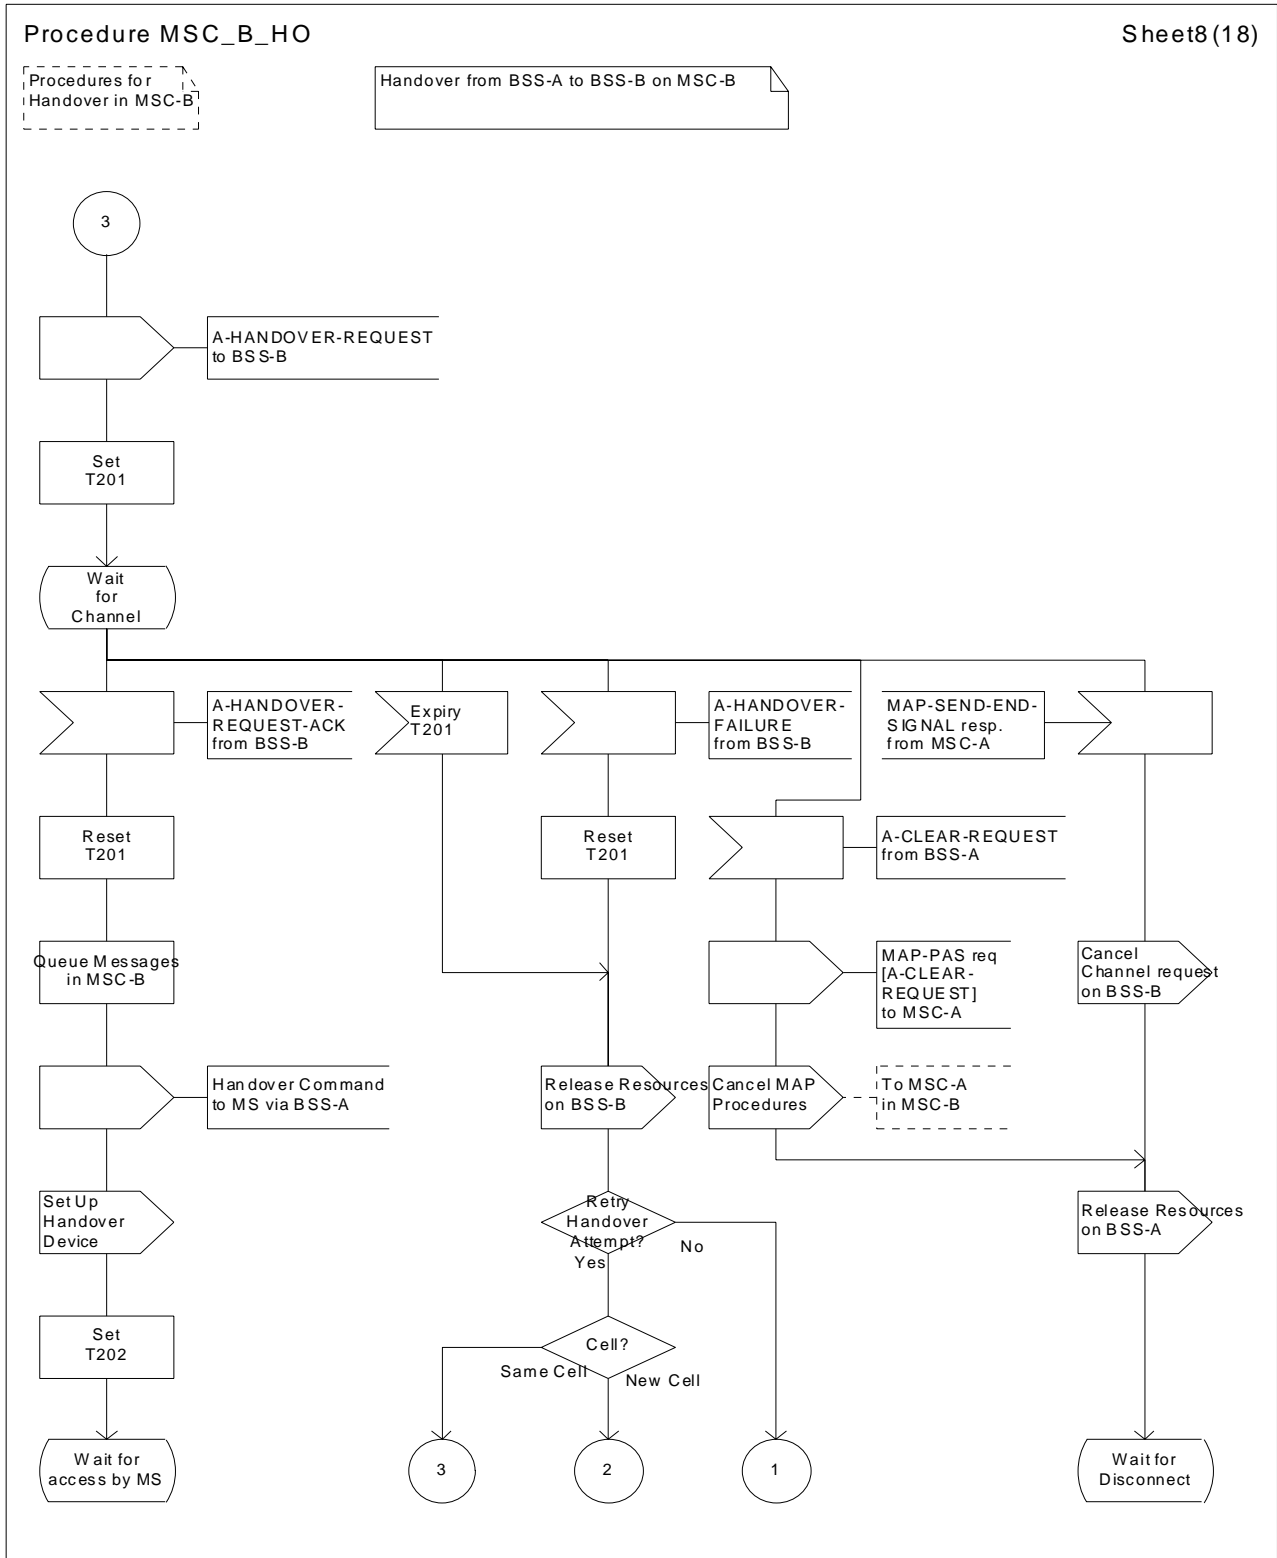 Procedure MSC_B_HO
Sheet8(18)
Procedures for
Handover in MSC-B
Handover from BSS-A to BSS-B on MSC-B
3
A-HANDOVER-REQUEST
to BSS-B
Set
T201
Wait
for
Channel
A-HANDOVER-
REQUEST-ACK
from BSS-B
Expiry
T201
A-HANDOVER-
FAILURE
from BSS-B
MAP-SEND-END-
SIGNAL resp.
from MSC-A
Reset
T201
Reset
T201
A-CLEAR-REQUEST
from BSS-A
Queue Messages
in MSC-B
MAP-PAS req
[A-CLEAR-
REQUEST]
to MSC-A
Cancel
Channel request
on BSS-B
Handover Command
to MS via BSS-A
Release Resources
on BSS-B
Cancel MAP
Procedures
To MSC-A
in MSC-B
Set Up
Handover
Device
Retry
Handover
Attempt?
Yes
No
Release Resources
on BSS-A
Set
T202
Cell?
Same Cell
New Cell
Wait for
access by MS
3
2
1
Wait for
Disconnect